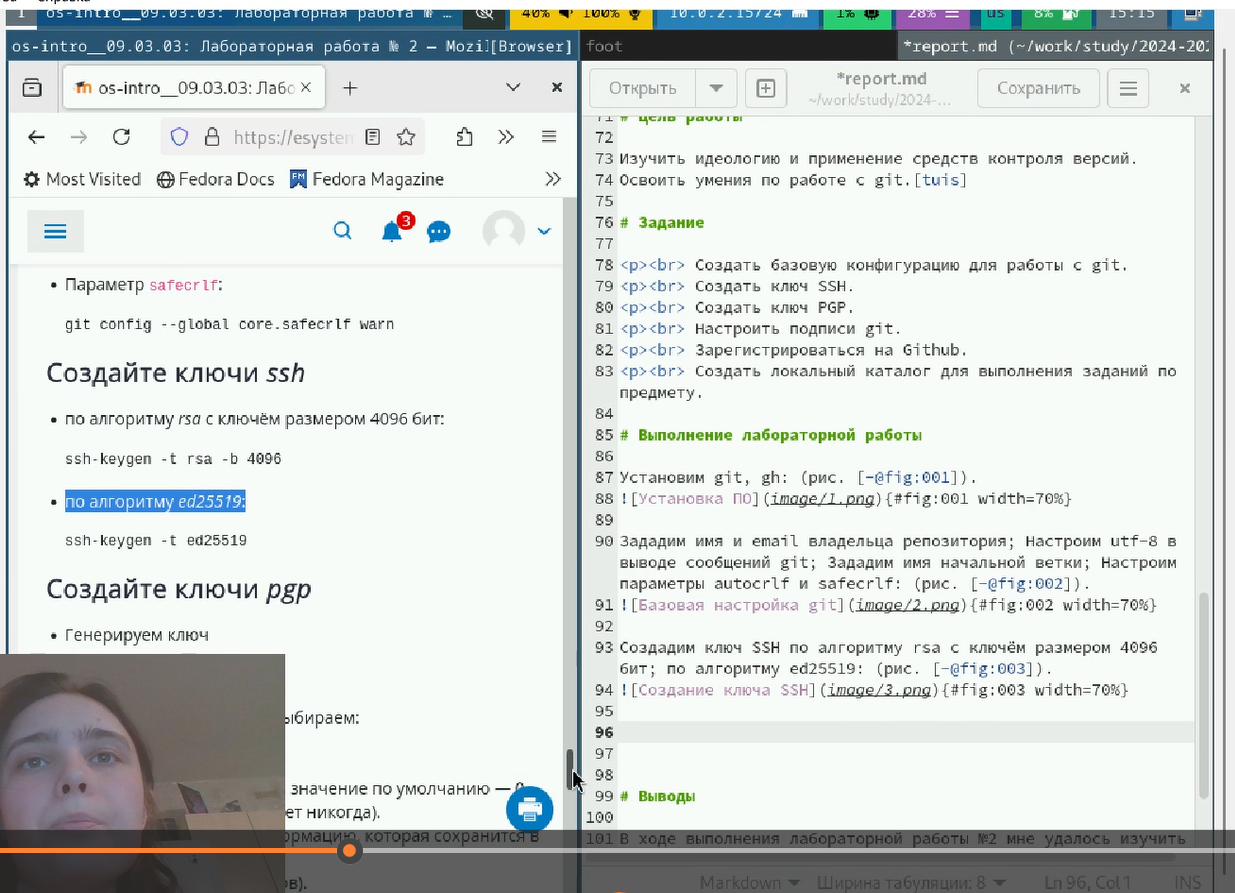 1 os-intro__09.03.03: Лабораторная работа № … 40% 100% 10.0.2.15/24 1% 28% us 8% 15:15
os-intro__09.03.03: Лабораторная работа № 2 — Mozi[Browser]
foot
*report.md (~/work/study/2024-202
os-intro__09.03.03: Лабо
https://esystem
Most Visited Fedora Docs Fedora Magazine
3
Параметр safecrlf:
git config --global core.safecrlf warn
Создайте ключи ssh
по алгоритму rsa с ключём размером 4096 бит:
ssh-keygen -t rsa -b 4096
по алгоритму ed25519:
ssh-keygen -t ed25519
Создайте ключи pgp
Генерируем ключ
ыбираем:
значение по умолчанию — 0
ет никогда).
ормацию, которая сохранится в
ов).
Открыть
*report.md
~/work/study/2024-…
Сохранить
71 # Цель работы
72
73 Изучить идеологию и применение средств контроля версий.
74 Освоить умения по работе с git.[tuis]
75
76 # Задание
77
78 <p><br> Создать базовую конфигурацию для работы с git.
79 <p><br> Создать ключ SSH.
80 <p><br> Создать ключ PGP.
81 <p><br> Настроить подписи git.
82 <p><br> Зарегистрироваться на Github.
83 <p><br> Создать локальный каталог для выполнения заданий по
предмету.
84
85 # Выполнение лабораторной работы
86
87 Установим git, gh: (рис. [-@fig:001]).
88 ![Установка ПО](image/1.png){#fig:001 width=70%}
89
90 Зададим имя и email владельца репозитория; Настроим utf-8 в
выводе сообщений git; Зададим имя начальной ветки; Настроим
параметры autocrlf и safecrlf: (рис. [-@fig:002]).
91 ![Базовая настройка git](image/2.png){#fig:002 width=70%}
92
93 Создадим ключ SSH по алгоритму rsa с ключём размером 4096
бит; по алгоритму ed25519: (рис. [-@fig:003]).
94 ![Создание ключа SSH](image/3.png){#fig:003 width=70%}
95
96
97
98
99 # Выводы
100
101 В ходе выполнения лабораторной работы №2 мне удалось изучить
Markdown Ширина табуляции: 8 Ln 96, Col 1 INS